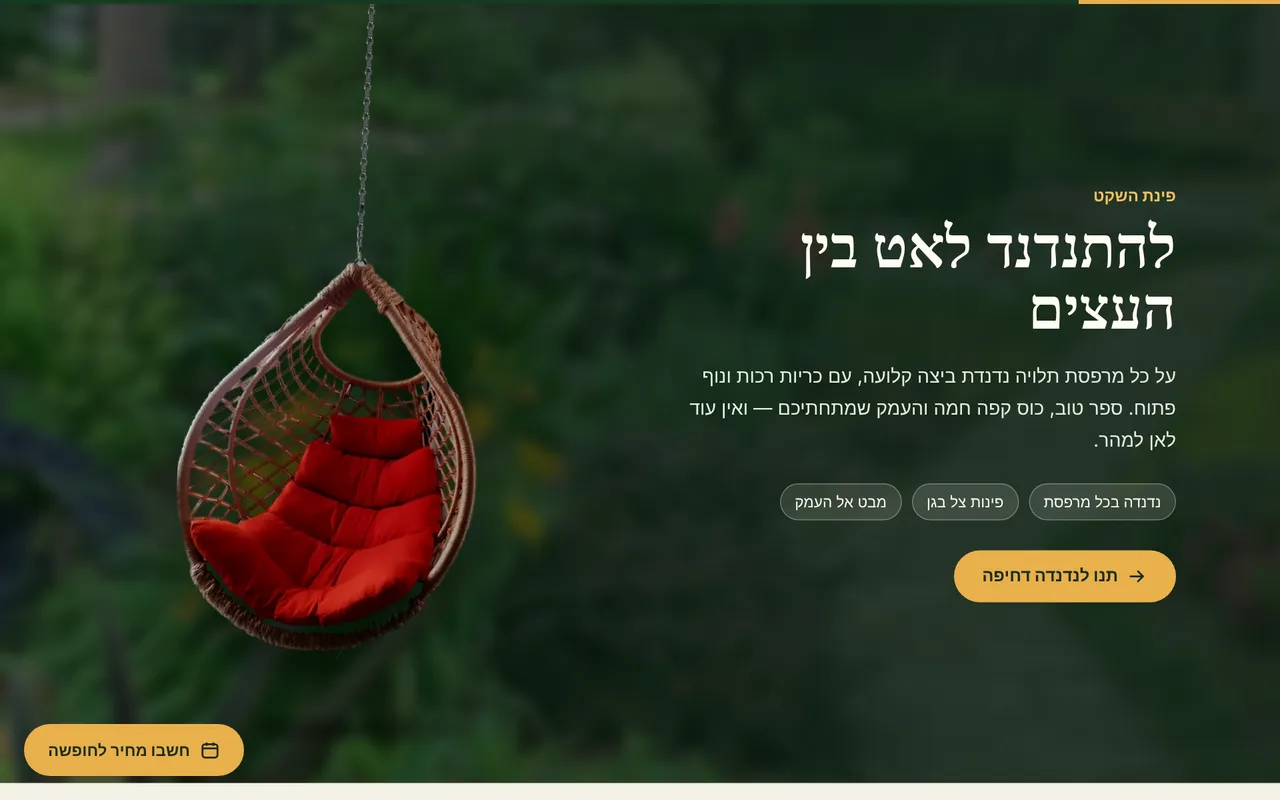 פינת השקט
להתנדנד לאט בין
העצים
על כל מרפסת תלויה נדנדת ביצה קלועה, עם כריות רכות ונוף
פתוח. ספר טוב, כוס קפה חמה והעמק שמתחתיכם — ואין עוד
לאן למהר.
נדנדה בכל מרפסת
פינות צל בגן
מבט אל העמק
תנו לנדנדה דחיפה
חשבו מחיר לחופשה